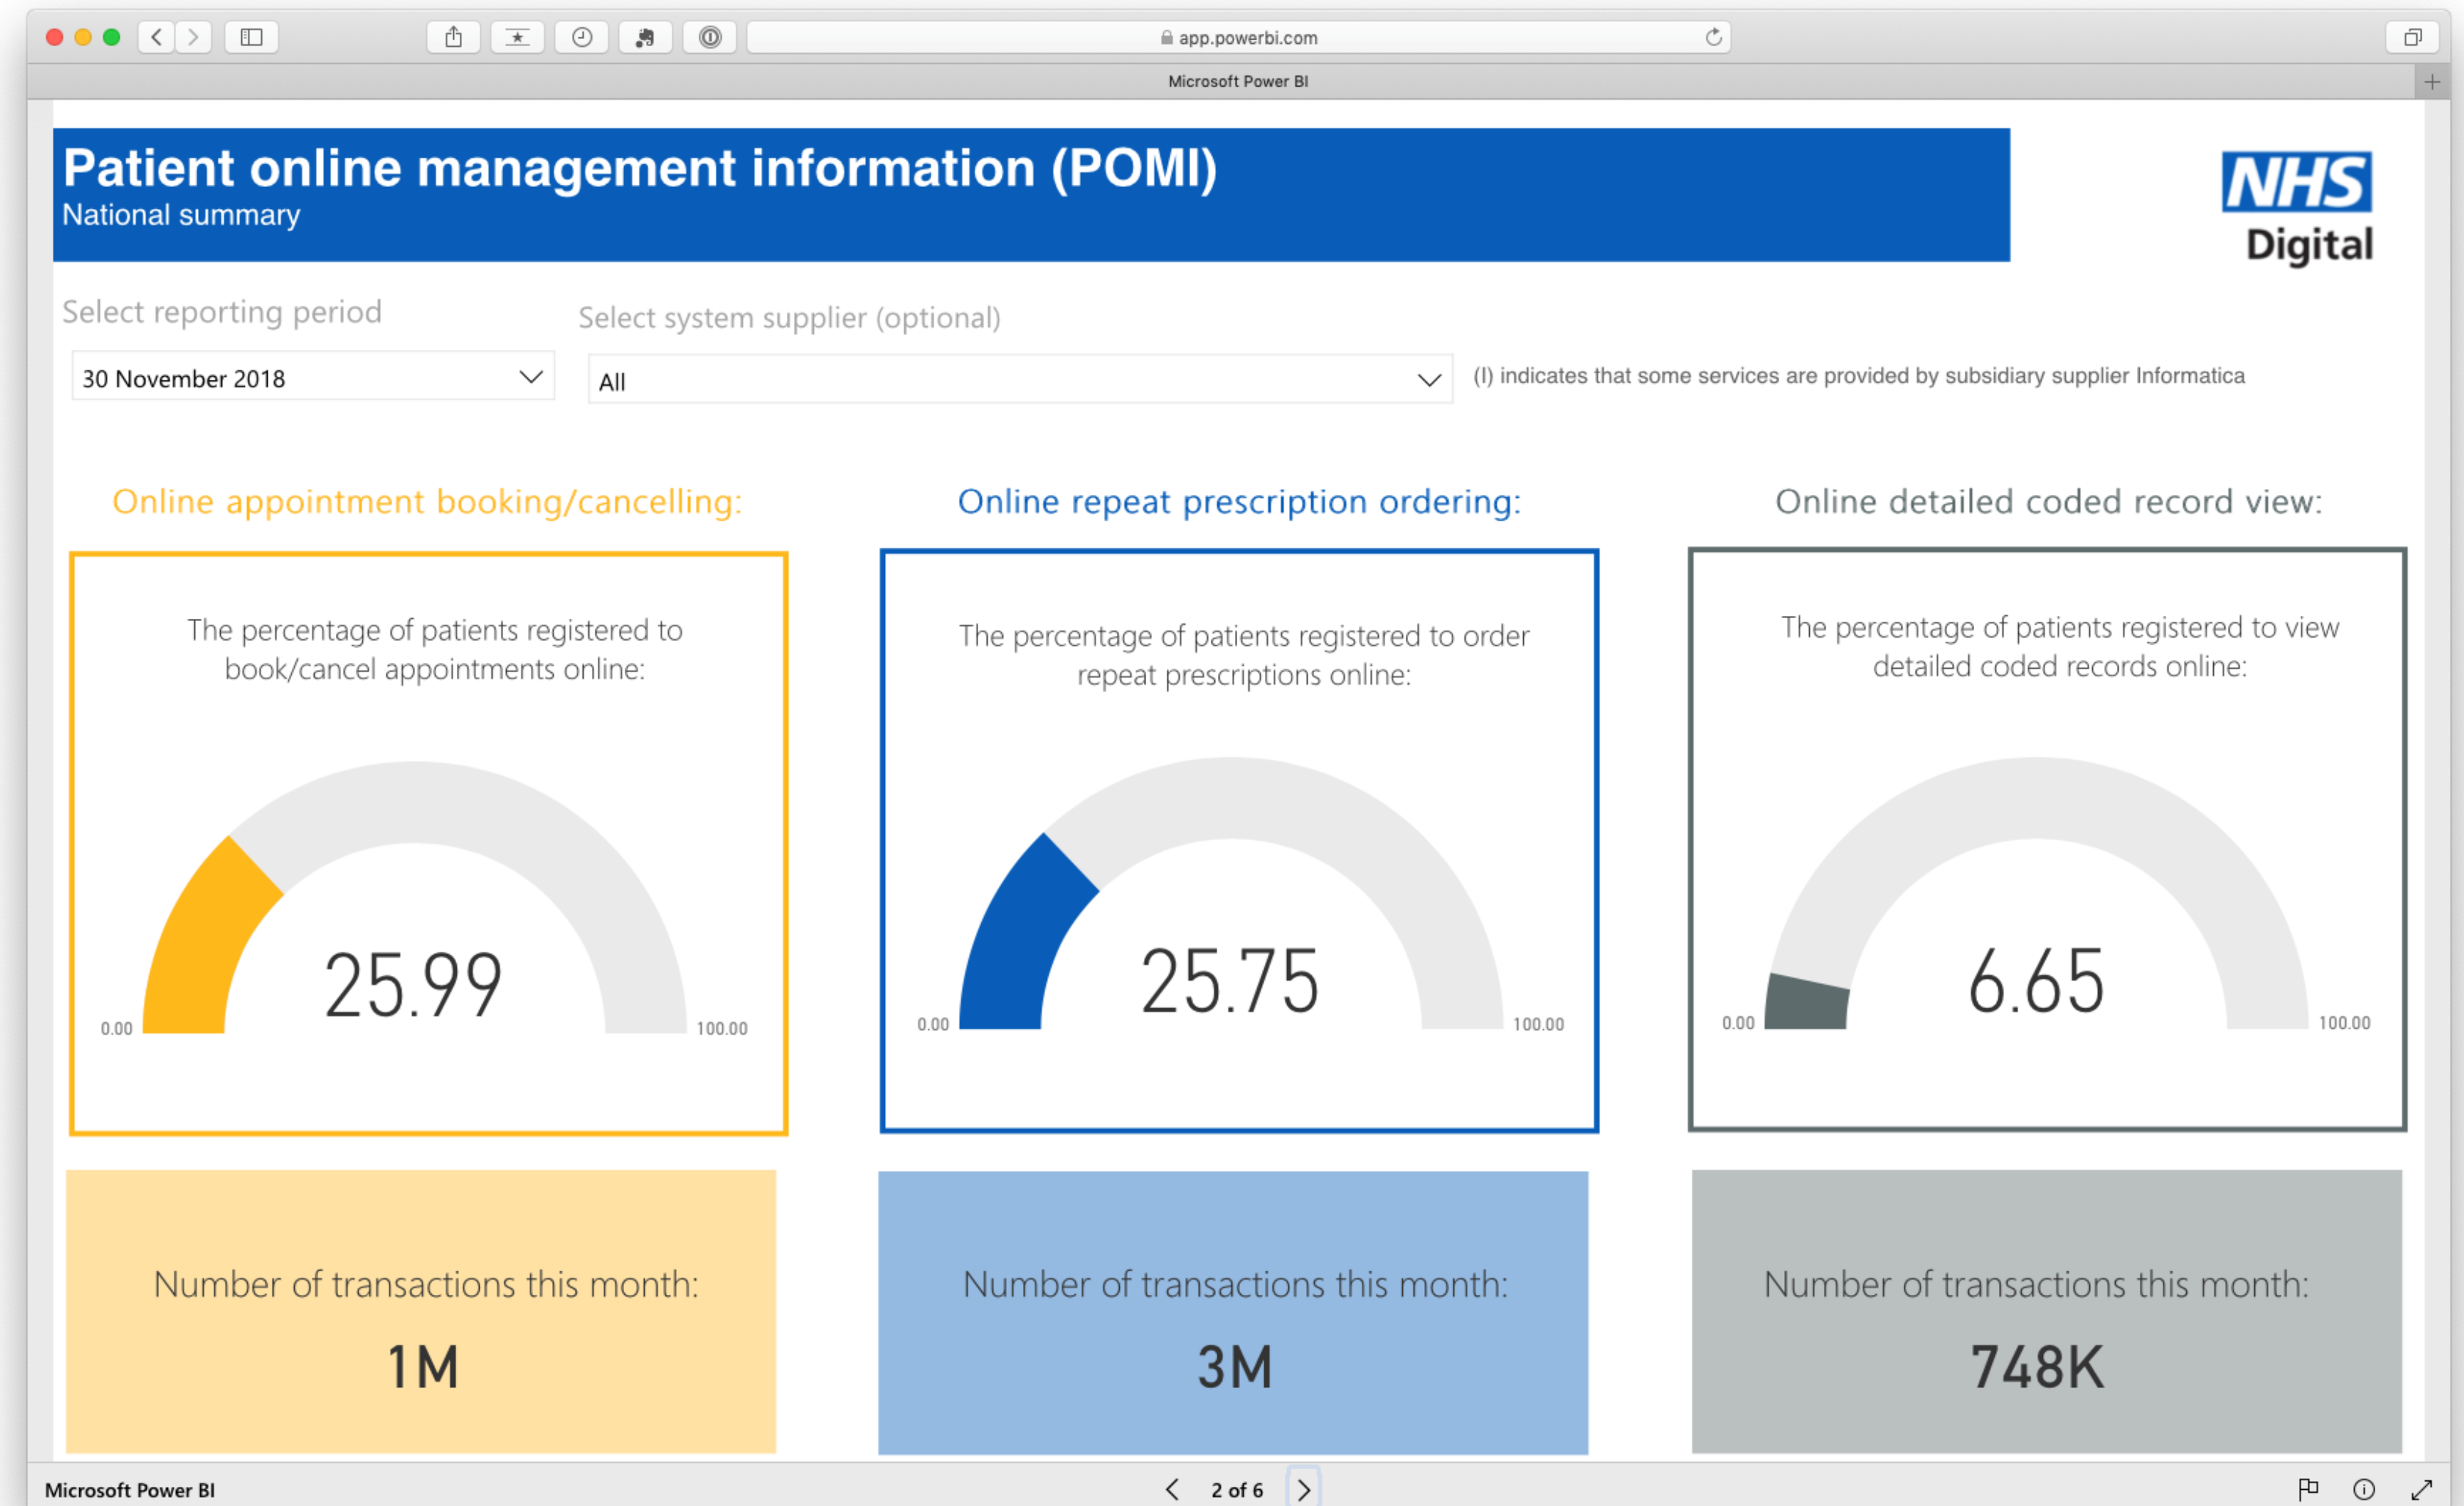 app.powerbi.com
Microsoft Power BI
Patient online management information (POMI)
National summary
NHS
Digital
Select reporting period
Select system supplier (optional)
30 November 2018
All
(I) indicates that some services are provided by subsidiary supplier Informatica
Online appointment booking/cancelling:
The percentage of patients registered to
book/cancel appointments online:
25.99
0.00
100.00
Online repeat prescription ordering:
The percentage of patients registered to order
repeat prescriptions online:
25.75
0.00
100.00
Online detailed coded record view:
The percentage of patients registered to view
detailed coded records online:
6.65
0.00
100.00
Number of transactions this month:
1M
Number of transactions this month:
3M
Number of transactions this month:
748K
Microsoft Power BI
2 of 6